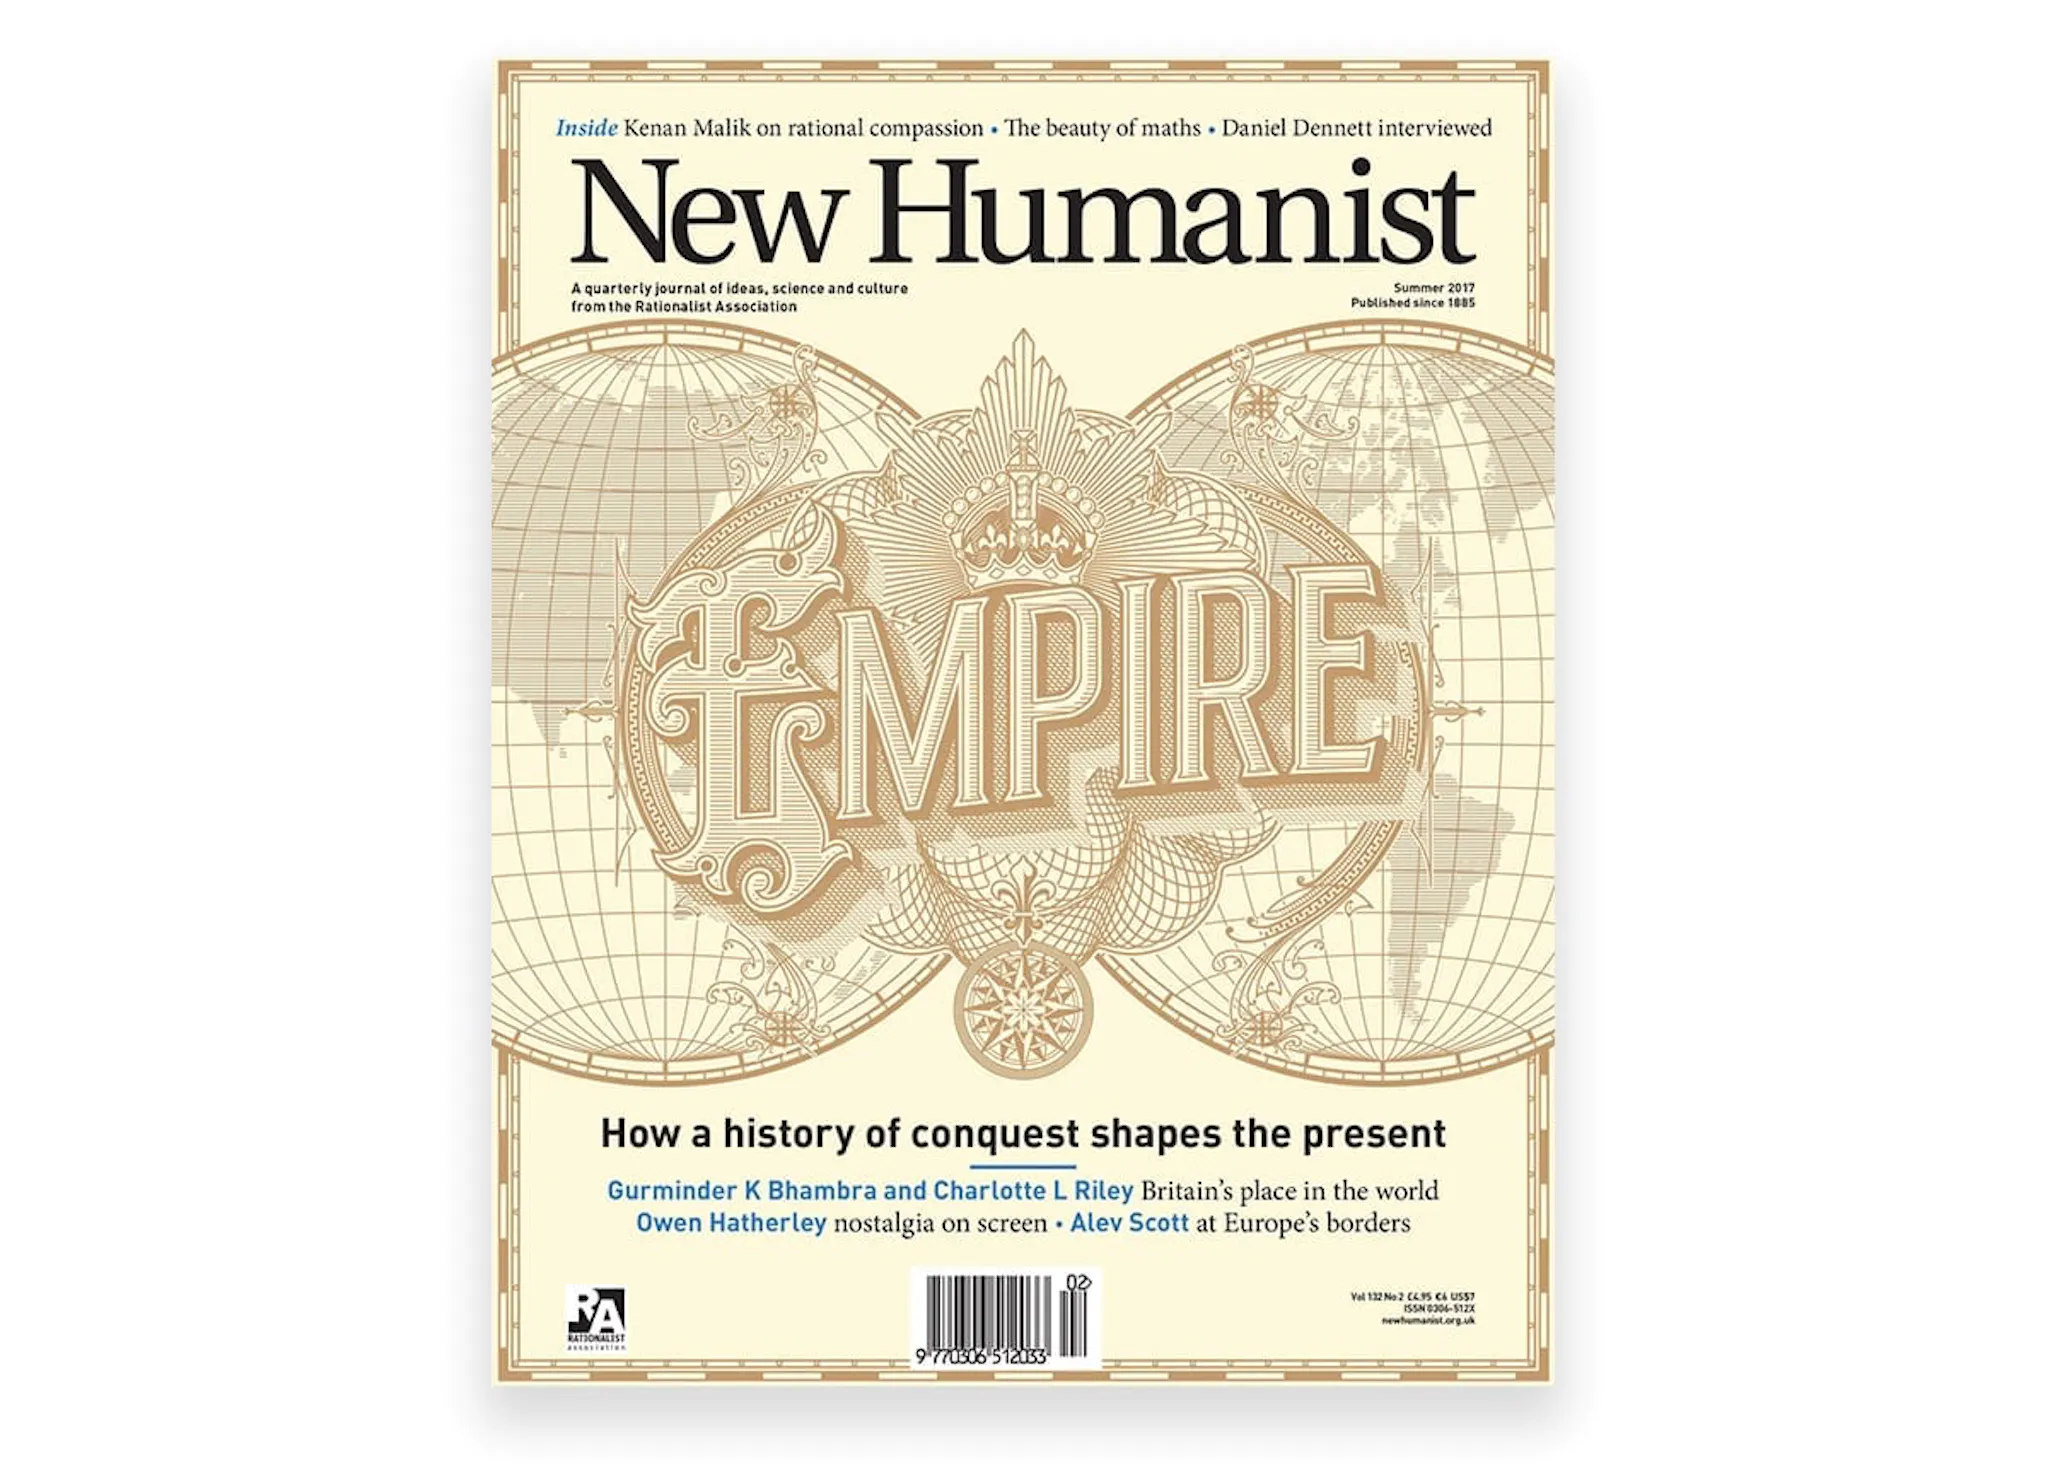 Inside Kenan Malik on rational compassion • The beauty of maths • Daniel Dennett interviewed
New Humanist
A quarterly journal of ideas, science and culture
from the Rationalist Association
Summer 2017
Published since 1885
EMPIRE
How a history of conquest shapes the present
Gurminder K Bhambra and Charlotte L Riley Britain's place in the world
Owen Hatherley nostalgia on screen • Alev Scott at Europe's borders
RA
RATIONALIST
Association
02>
9 770306 512033
Vol 132 No 2 £4.95 €6 US$7
ISSN 0306-512X
newhumanist.org.uk